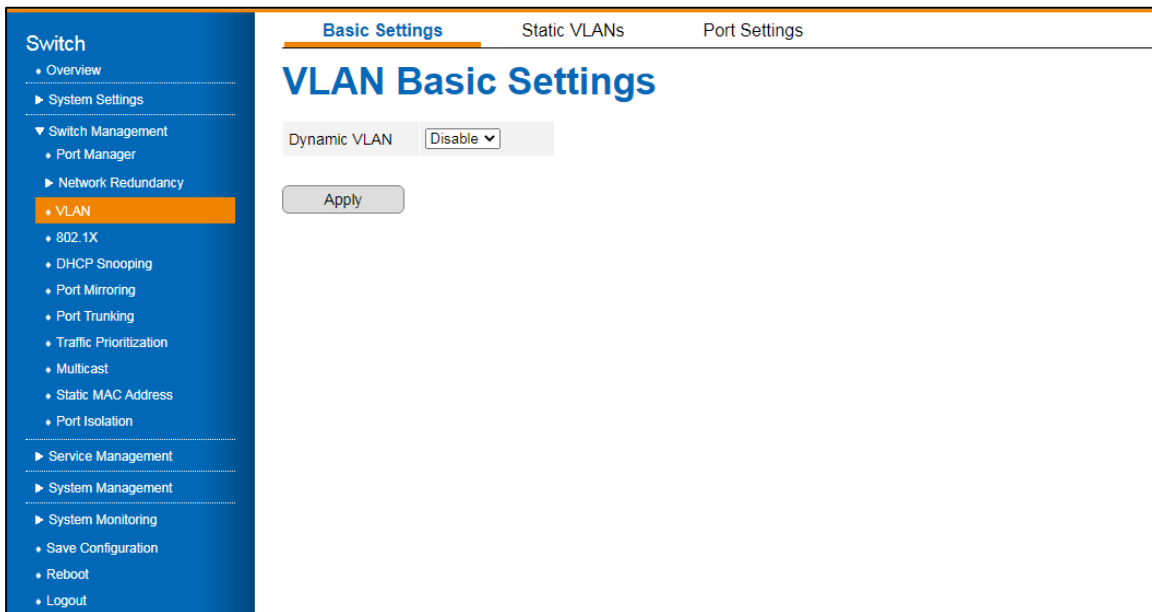 Switch
Overview
System Settings
Switch Management
Port Manager
Network Redundancy
VLAN
802.1X
DHCP Snooping
Port Mirroring
Port Trunking
Traffic Prioritization
Multicast
Static MAC Address
Port Isolation
Service Management
System Management
System Monitoring
Save Configuration
Reboot
Logout
Basic Settings Static VLANs Port Settings
VLAN Basic Settings
Dynamic VLAN Disable
Apply